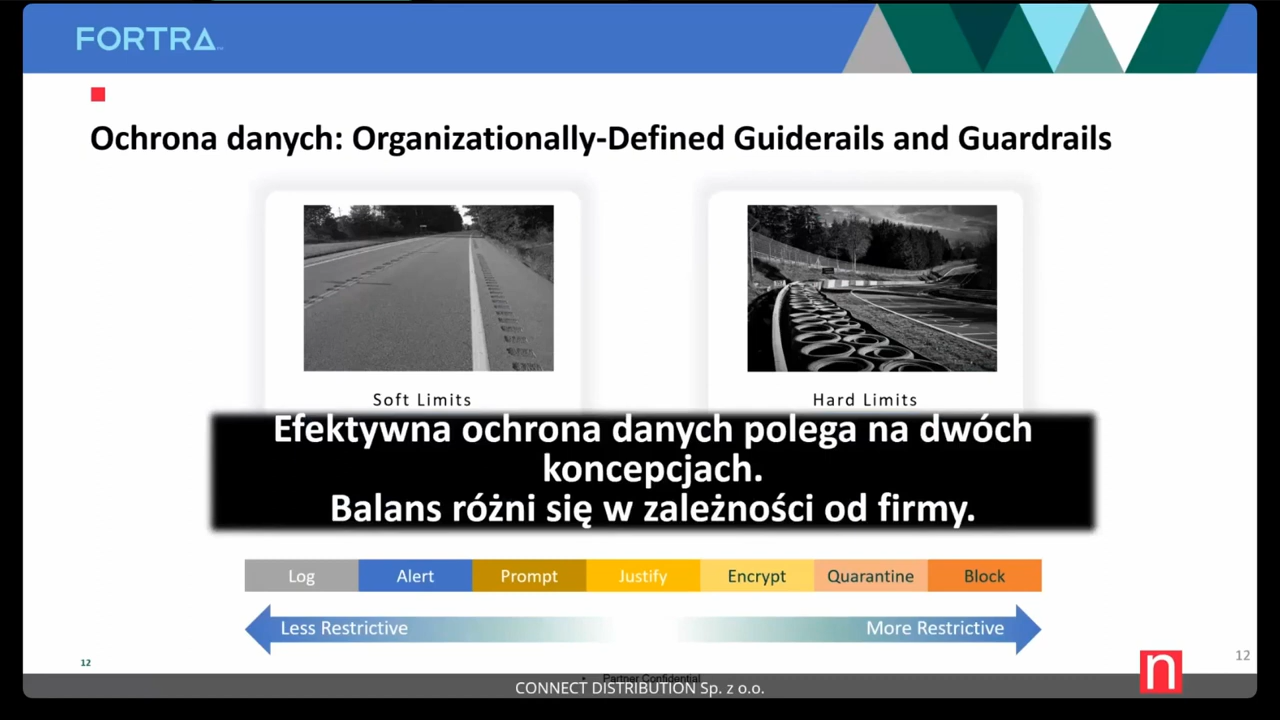 FORTRA
Ochrona danych: Organizationally-Defined Guiderails and Guardrails
Soft Limits
Hard Limits
Efektywna ochrona danych polega na dwóch
koncepcjach.
Balans różni się w zależności od firmy.
Log
Alert
Prompt
Justify
Encrypt
Quarantine
Block
Less Restrictive
More Restrictive
12
12
n
Partner Confidential
CONNECT DISTRIBUTION Sp. z o.o.